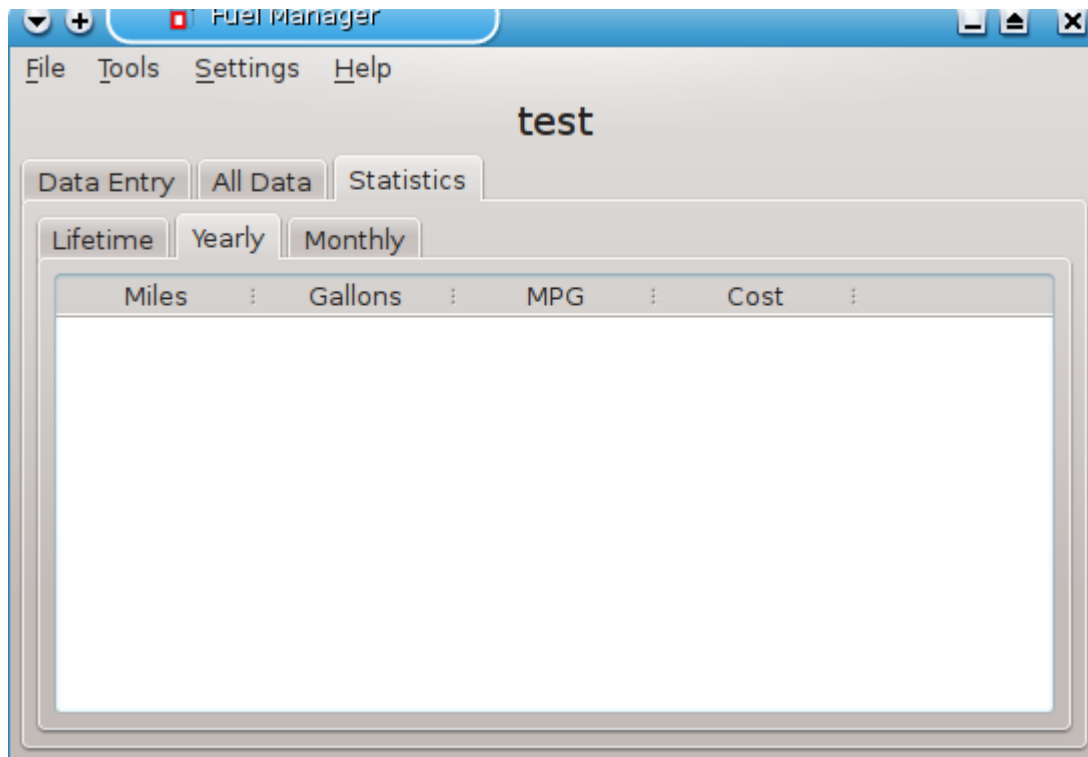 Fuel Manager
File Tools Settings Help
test
Data Entry All Data Statistics
Lifetime Yearly Monthly
Miles Gallons MPG Cost